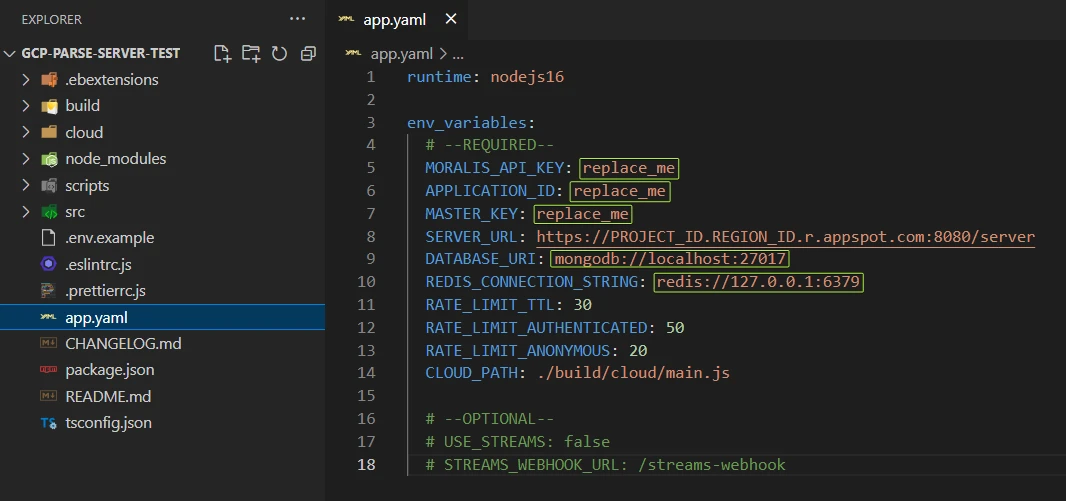 EXPLORER
GCP-PARSE-SERVER-TEST
.ebextensions
build
cloud
node_modules
scripts
src
.env.example
.eslintrc.js
.prettierrc.js
app.yaml
CHANGELOG.md
package.json
README.md
tsconfig.json
app.yaml
app.yaml > ...
1 runtime: nodejs16
2
3 env_variables:
4 # --REQUIRED--
5 MORALIS_API_KEY: replace_me
6 APPLICATION_ID: replace_me
7 MASTER_KEY: replace_me
8 SERVER_URL: https://PROJECT_ID.REGION_ID.r.appspot.com:8080/server
9 DATABASE_URI: mongodb://localhost:27017
10 REDIS_CONNECTION_STRING: redis://127.0.0.1:6379
11 RATE_LIMIT_TTL: 30
12 RATE_LIMIT_AUTHENTICATED: 50
13 RATE_LIMIT_ANONYMOUS: 20
14 CLOUD_PATH: ./build/cloud/main.js
15
16 # --OPTIONAL--
17 # USE_STREAMS: false
18 # STREAMS_WEBHOOK_URL: /streams-webhook